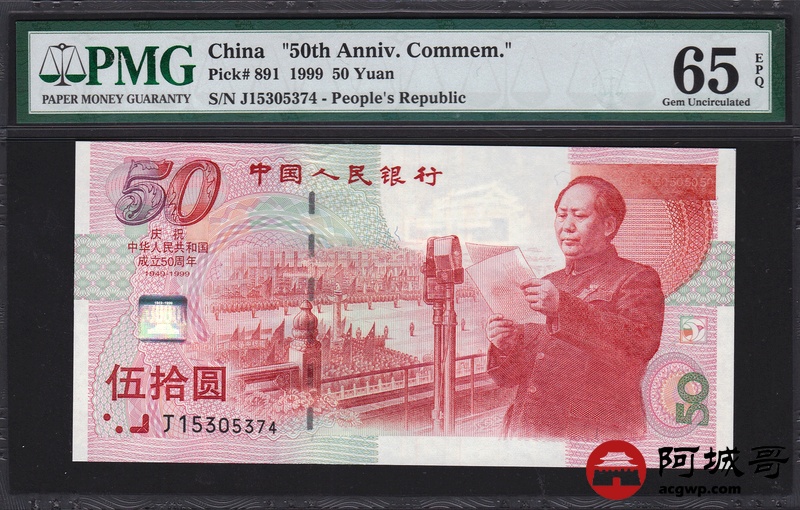 PMG
PAPER MONEY GUARANTY
China "50th Anniv. Commem."
Pick# 891 1999 50 Yuan
S/N J15305374 - People's Republic
65
EPQ
Gem Uncirculated
50
中国人民银行
庆祝
中华人民共和国
成立50周年
1949-1999
伍拾圆
J15305374
50
阿城哥
acgwp.com